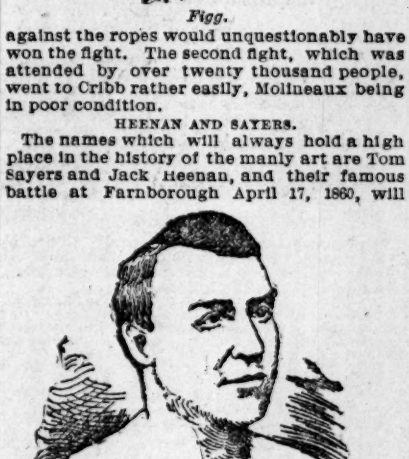 Figg.
against the ropes would unquestionably have
won the fight. The second fight, which was
attended by over twenty thousand people,
went to Cribb rather easily, Molineaux being
in poor condition.
HEENAN AND SAYERS.
The names which will always hold a high
place in the history of the manly art are Tom
Sayers and Jack Heenan, and their famous
battle at Farnborough April 17, 1860, will